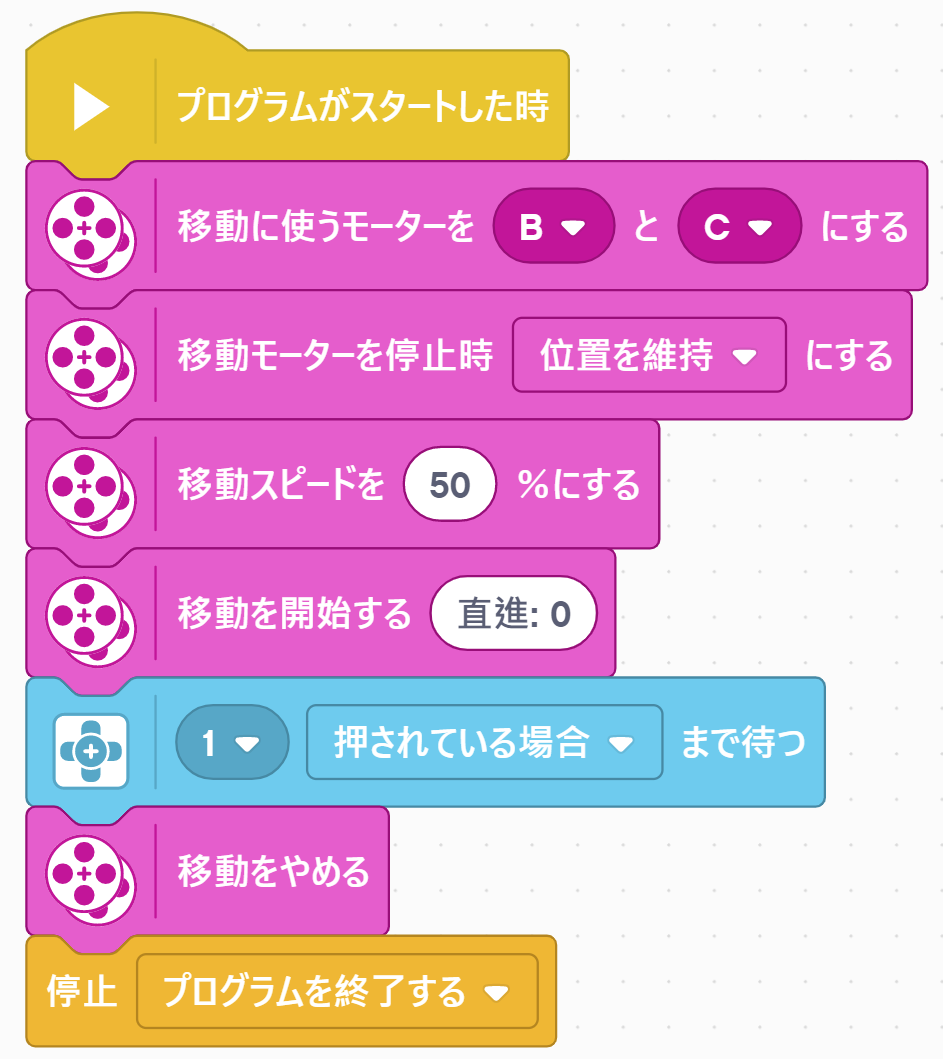 プログラムがスタートした時
移動に使うモーターを B と C にする
移動モーターを停止時 位置を維持 にする
移動スピードを 50 %にする
移動を開始する 直進: 0
1 押されている場合 まで待つ
移動をやめる
停止 プログラムを終了する